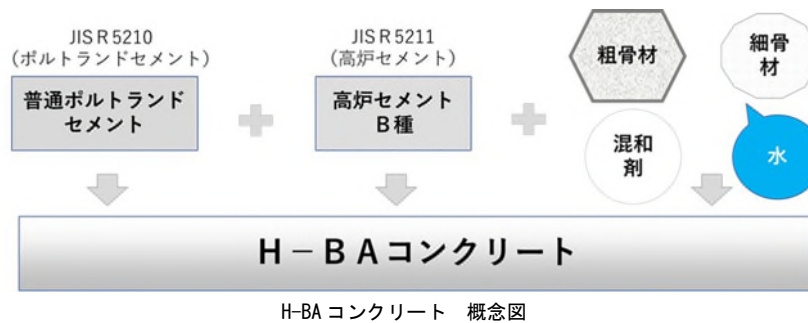 JIS R 5210
(ポルトランドセメント)
普通ポルトランド
セメント
JIS R 5211
(高炉セメント)
高炉セメント
B種
粗骨材
細骨
材
混和
剤
水
H－BAコンクリート
H-BAコンクリート　概念図